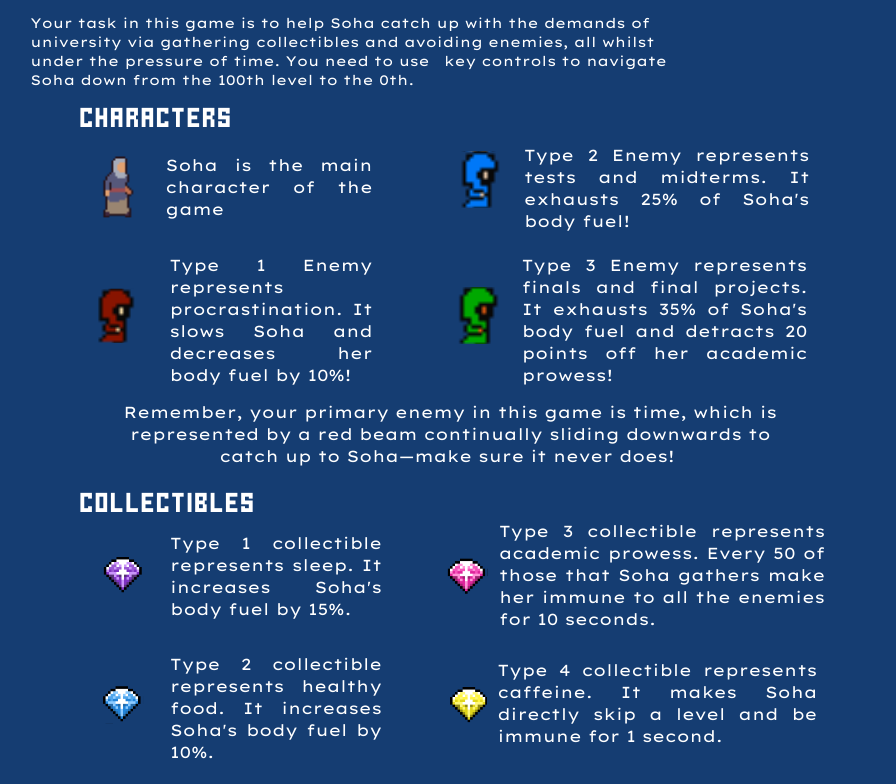 Your task in this game is to help Soha catch up with the demands of
university via gathering collectibles and avoiding enemies, all whilst
under the pressure of time. You need to use key controls to navigate
Soha down from the 100th level to the 0th.
CHARACTERS
Soha is the main
character of the
game
Type 2 Enemy represents
tests and midterms. It
exhausts 25% of Soha's
body fuel!
Type 1 Enemy
represents
procrastination. It
slows Soha and
decreases her
body fuel by 10%!
Type 3 Enemy represents
finals and final projects.
It exhausts 35% of Soha's
body fuel and detracts 20
points off her academic
prowess!
Remember, your primary enemy in this game is time, which is
represented by a red beam continually sliding downwards to
catch up to Soha—make sure it never does!
COLLECTIBLES
Type 1 collectible
represents sleep. It
increases Soha's
body fuel by 15%.
Type 3 collectible represents
academic prowess. Every 50 of
those that Soha gathers make
her immune to all the enemies
for 10 seconds.
Type 2 collectible
represents healthy
food. It increases
Soha's body fuel by
10%.
Type 4 collectible represents
caffeine. It makes Soha
directly skip a level and be
immune for 1 second.